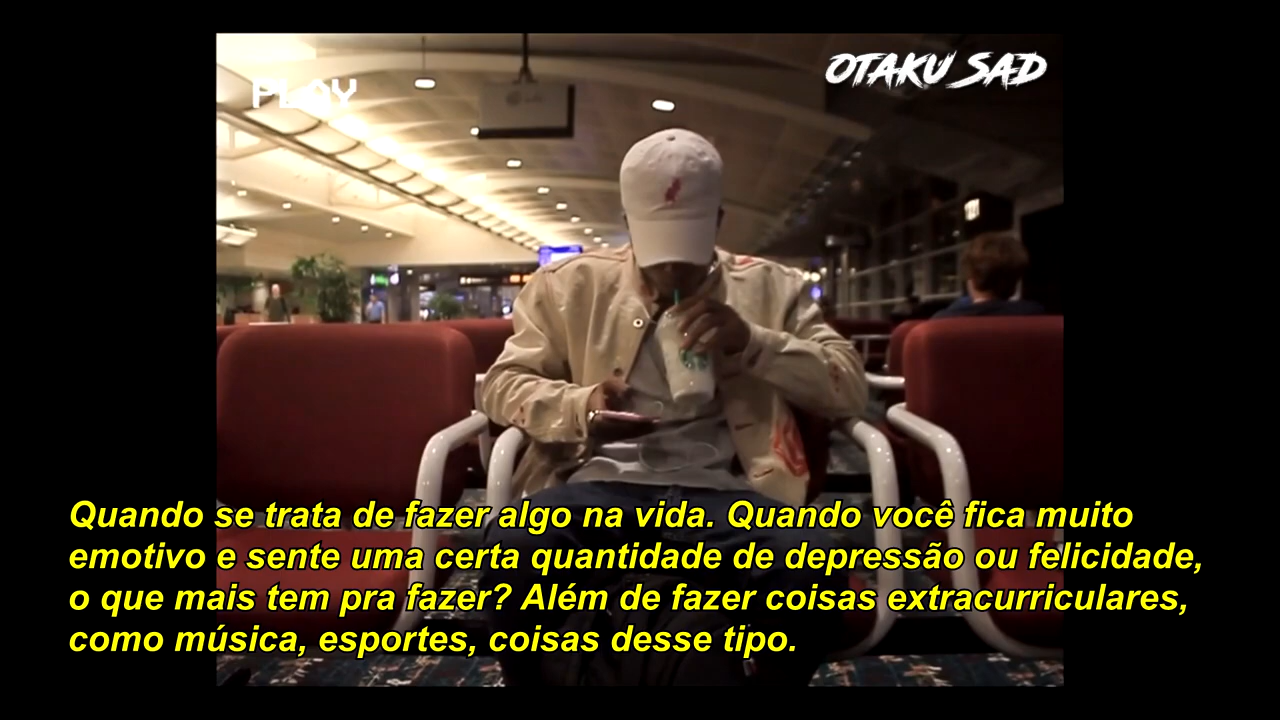 PLAY
OTAKU SAD
Quando se trata de fazer algo na vida. Quando você fica muito
emotivo e sente uma certa quantidade de depressão ou felicidade,
o que mais tem pra fazer? Além de fazer coisas extracurriculares,
como música, esportes, coisas desse tipo.